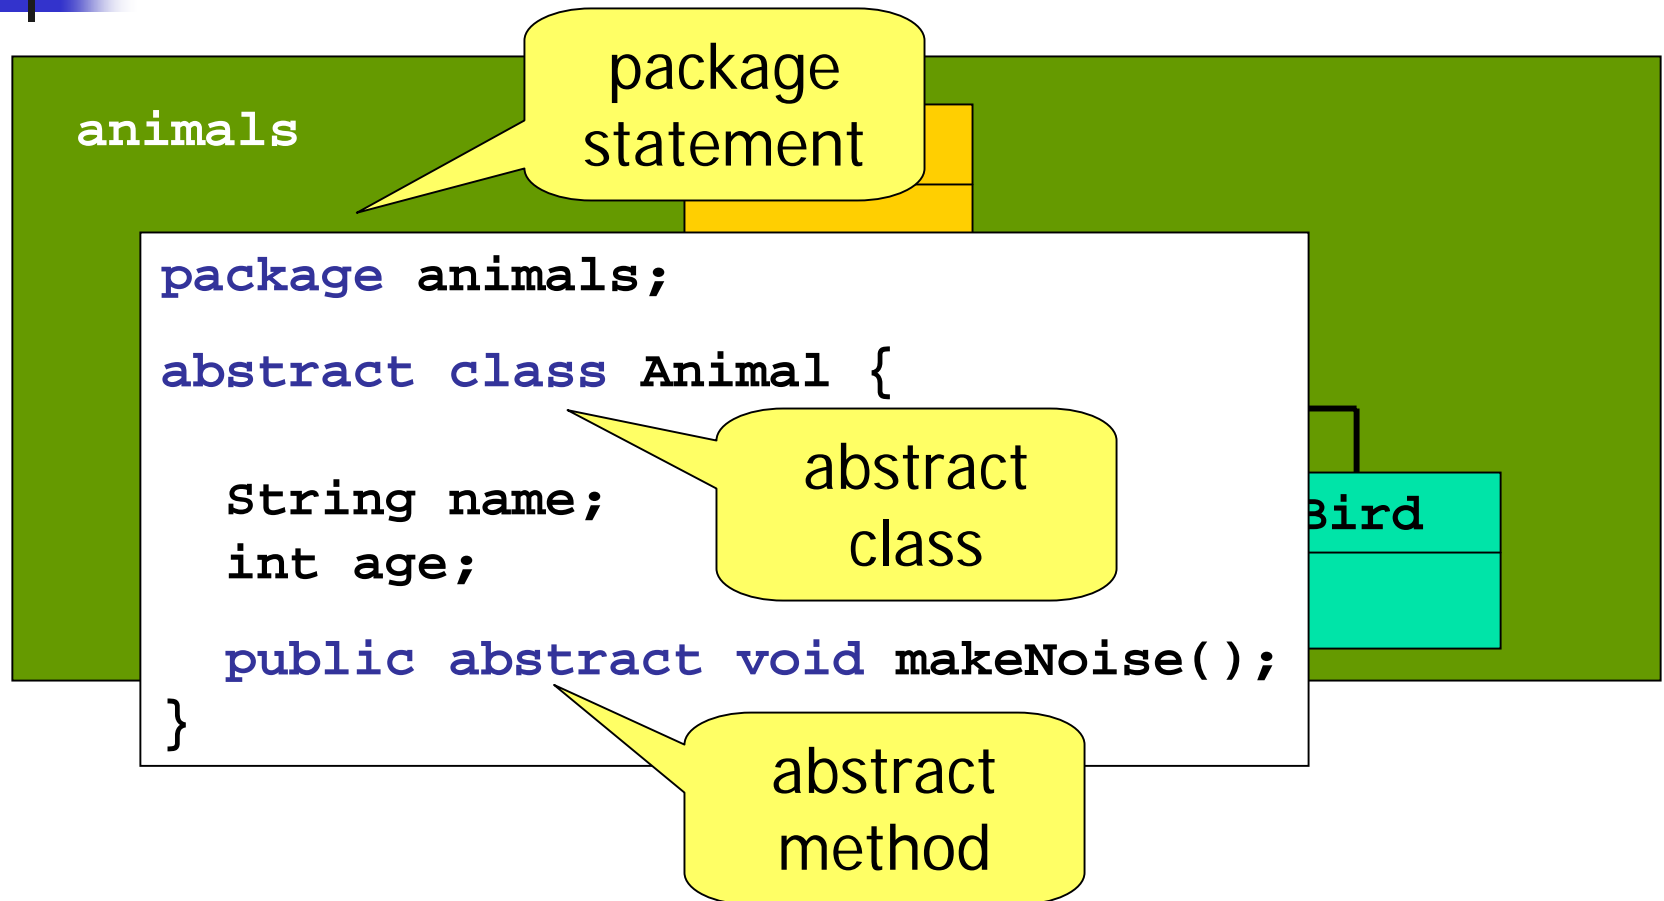 package
statement
animals
package animals;
abstract class Animal {
abstract
class
String name;
int age;
Bird
public abstract void makeNoise();
}
abstract
method